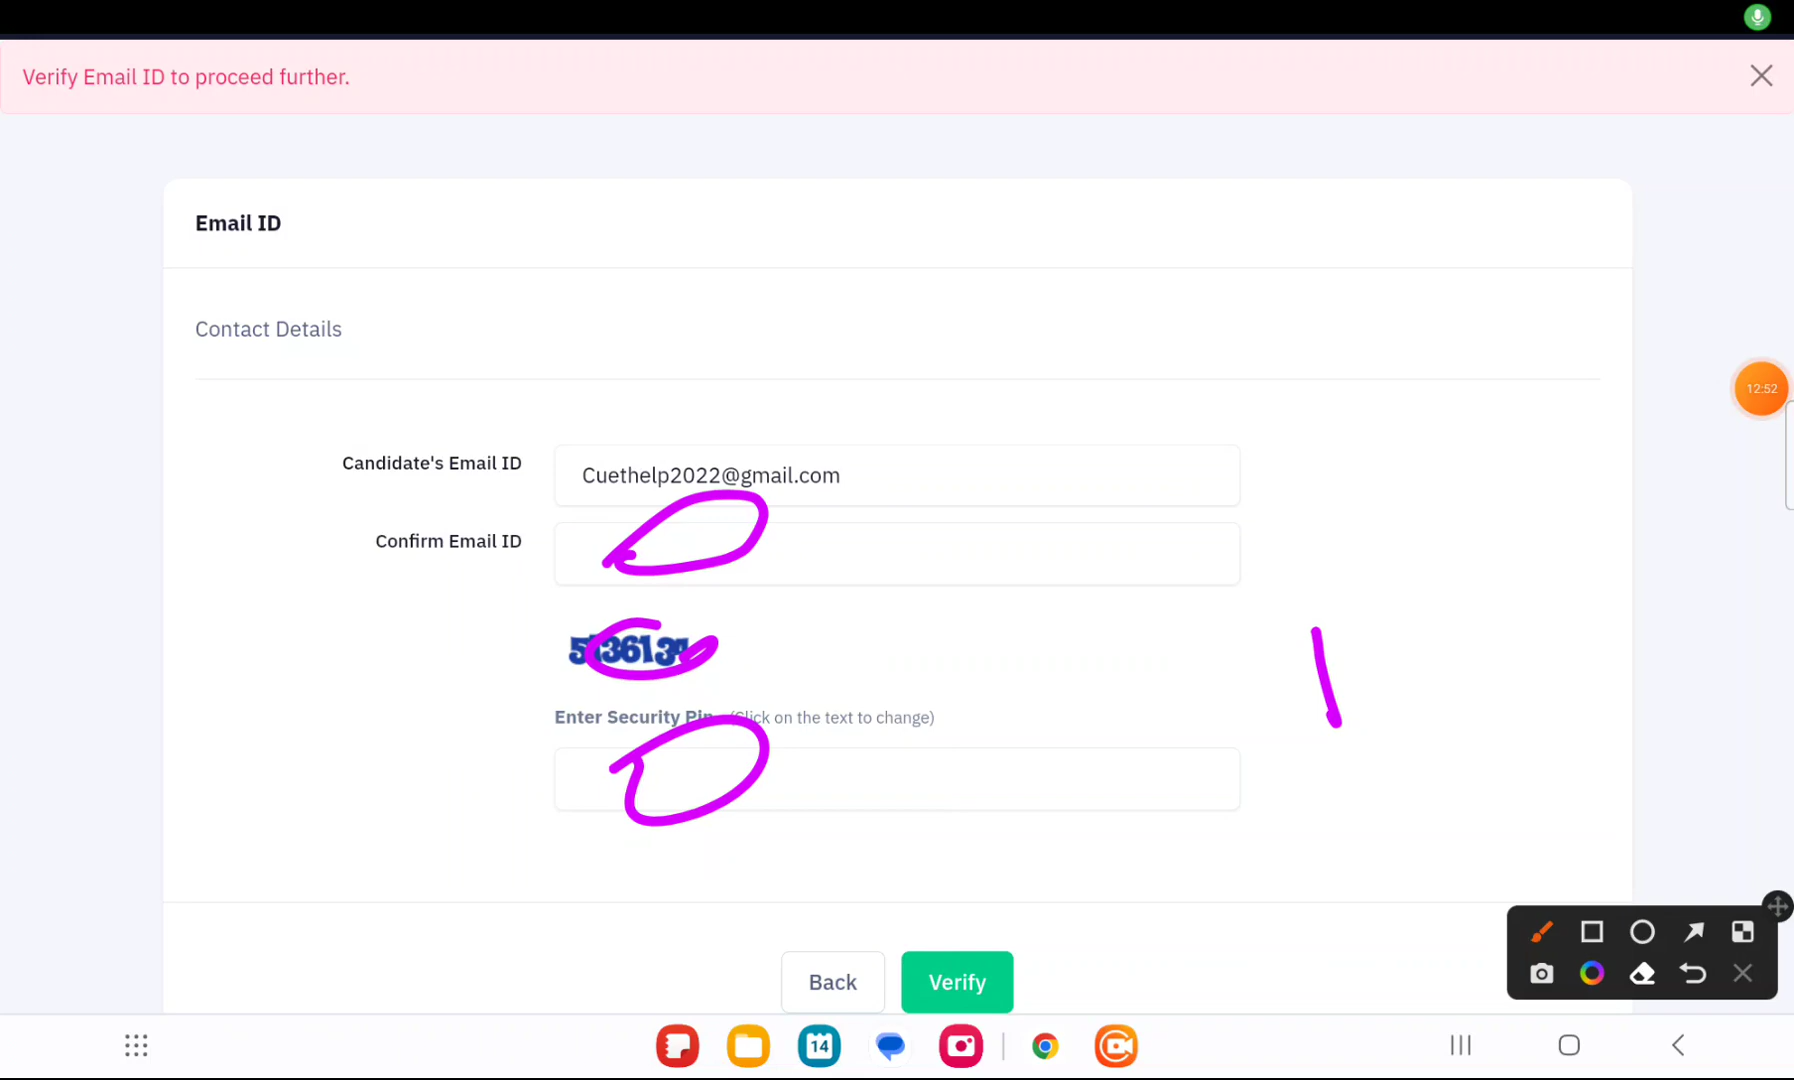 Verify Email ID to proceed further.
Email ID
Contact Details
12:52
Candidate's Email ID
Cuethelp2022@gmail.com
Confirm Email ID
Enter Security Pin (Click on the text to change)
Back
Verify
14